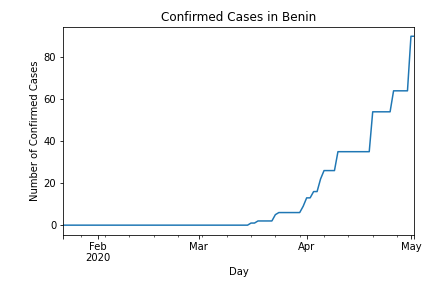 Confirmed Cases in Benin
Number of Confirmed Cases
80
60
40
20
0
Feb
2020
Mar
Apr
May
Day